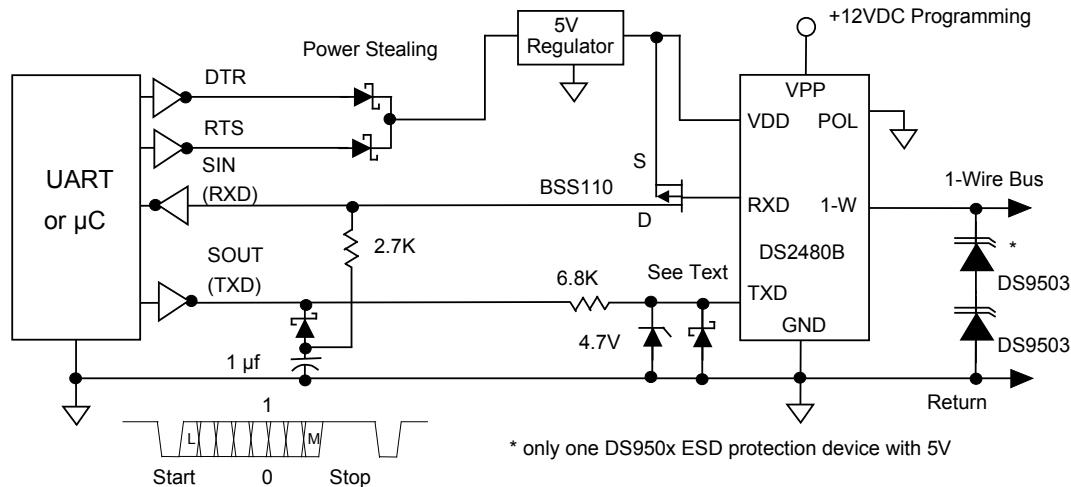 +12VDC Programming
5V
Regulator
Power Stealing
DTR
VPP
VDD
POL
RTS
SIN
(RXD)
UART
or µC
S
BSS110
D
RXD
1-W
1-Wire Bus
2.7K
DS2480B
*
DS9503
SOUT
(TXD)
6.8K
See Text
TXD
GND
4.7V
DS9503
1 µf
Return
1
L
M
Start
0
Stop
* only one DS950x ESD protection device with 5V